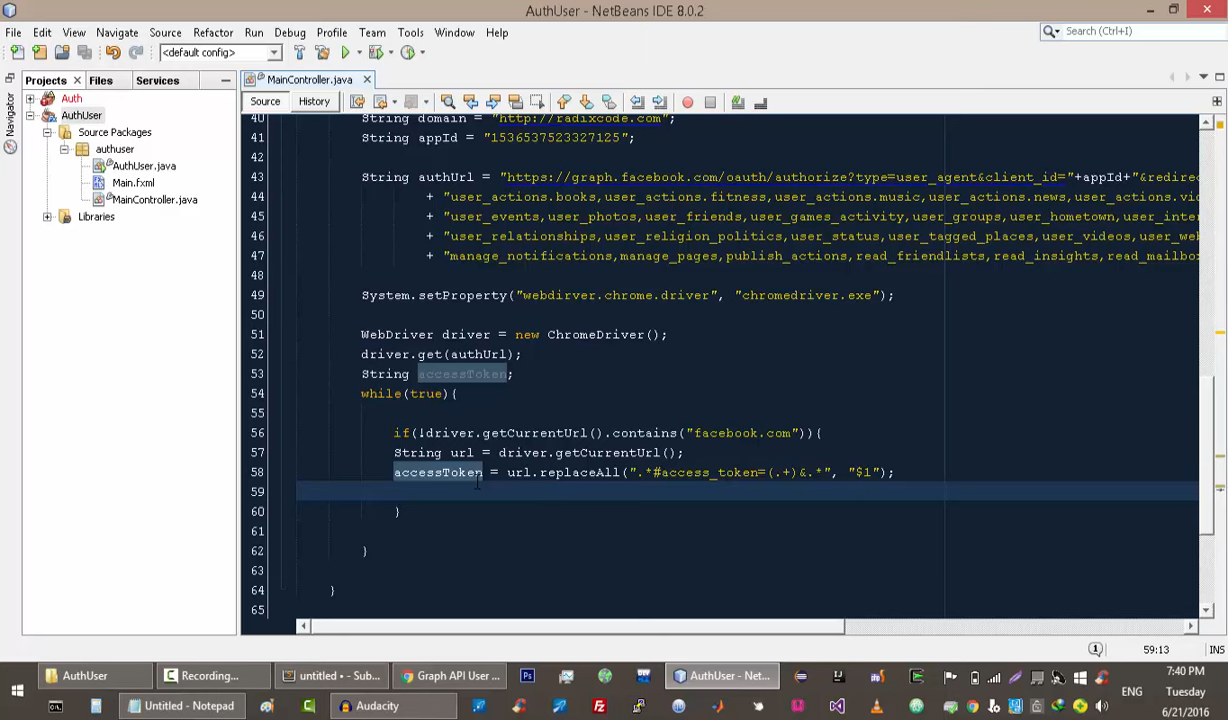 AuthUser - NetBeans IDE 8.0.2
File Edit View Navigate Source Refactor Run Debug Profile Team Tools Window Help
Search (Ctrl+I)
<default config>
Projects Files Services
MainController.java
Navigator
Source History
Auth
AuthUser
Source Packages
authuser
AuthUser.java
Main.fxml
MainController.java
Libraries
40 String domain = "http://radixcode.com";
41 String appId = "1536537523327125";
42
43 String authUrl = "https://graph.facebook.com/oauth/authorize?type=user_agent&client_id="+appId+"&redirec
44 + "user_actions.books,user_actions.fitness,user_actions.music,user_actions.news,user_actions.vid
45 + "user_events,user_photos,user_friends,user_games_activity,user_groups,user_hometown,user_inter
46 + "user_relationships,user_religion_politics,user_status,user_tagged_places,user_videos,user_web
47 + "manage_notifications,manage_pages,publish_actions,read_friendlists,read_insights,read_mailbox
48
49 System.setProperty("webdirver.chrome.driver", "chromedriver.exe");
50
51 WebDriver driver = new ChromeDriver();
52 driver.get(authUrl);
53 String accessToken;
54 while(true){
55
56 if(!driver.getCurrentUrl().contains("facebook.com")){
57 String url = driver.getCurrentUrl();
58 accessToken = url.replaceAll(".*#access_token=(.+)&.*", "$1");
59
60 }
61
62 }
63
64 }
65
1 59:13 INS
AuthUser Recording... untitled • - Sub... Graph API User ... AuthUser - Net...
7:40 PM
ENG Tuesday
Untitled - Notepad Audacity
6/21/2016